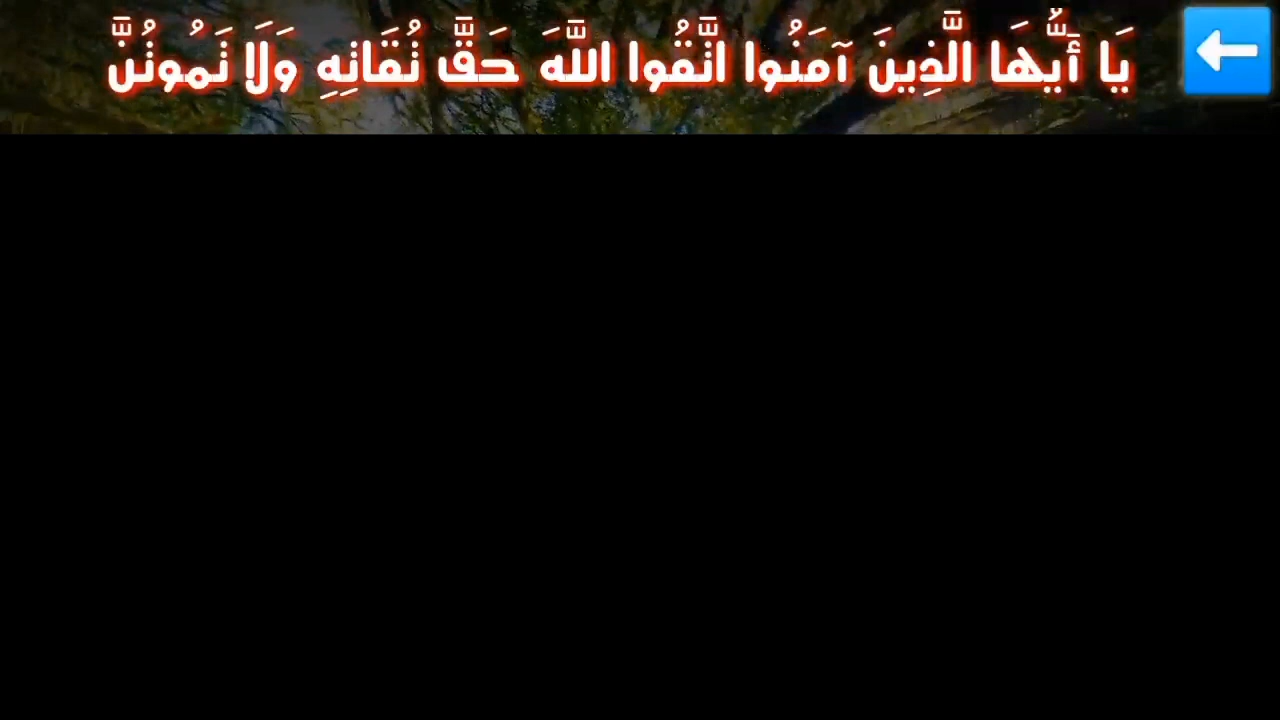 يَا أَيُّهَا الَّذِينَ آمَنُوا اتَّقُوا اللَّهَ حَقَّ تُقَاتِهِ وَلَا تَمُوتُنَّ